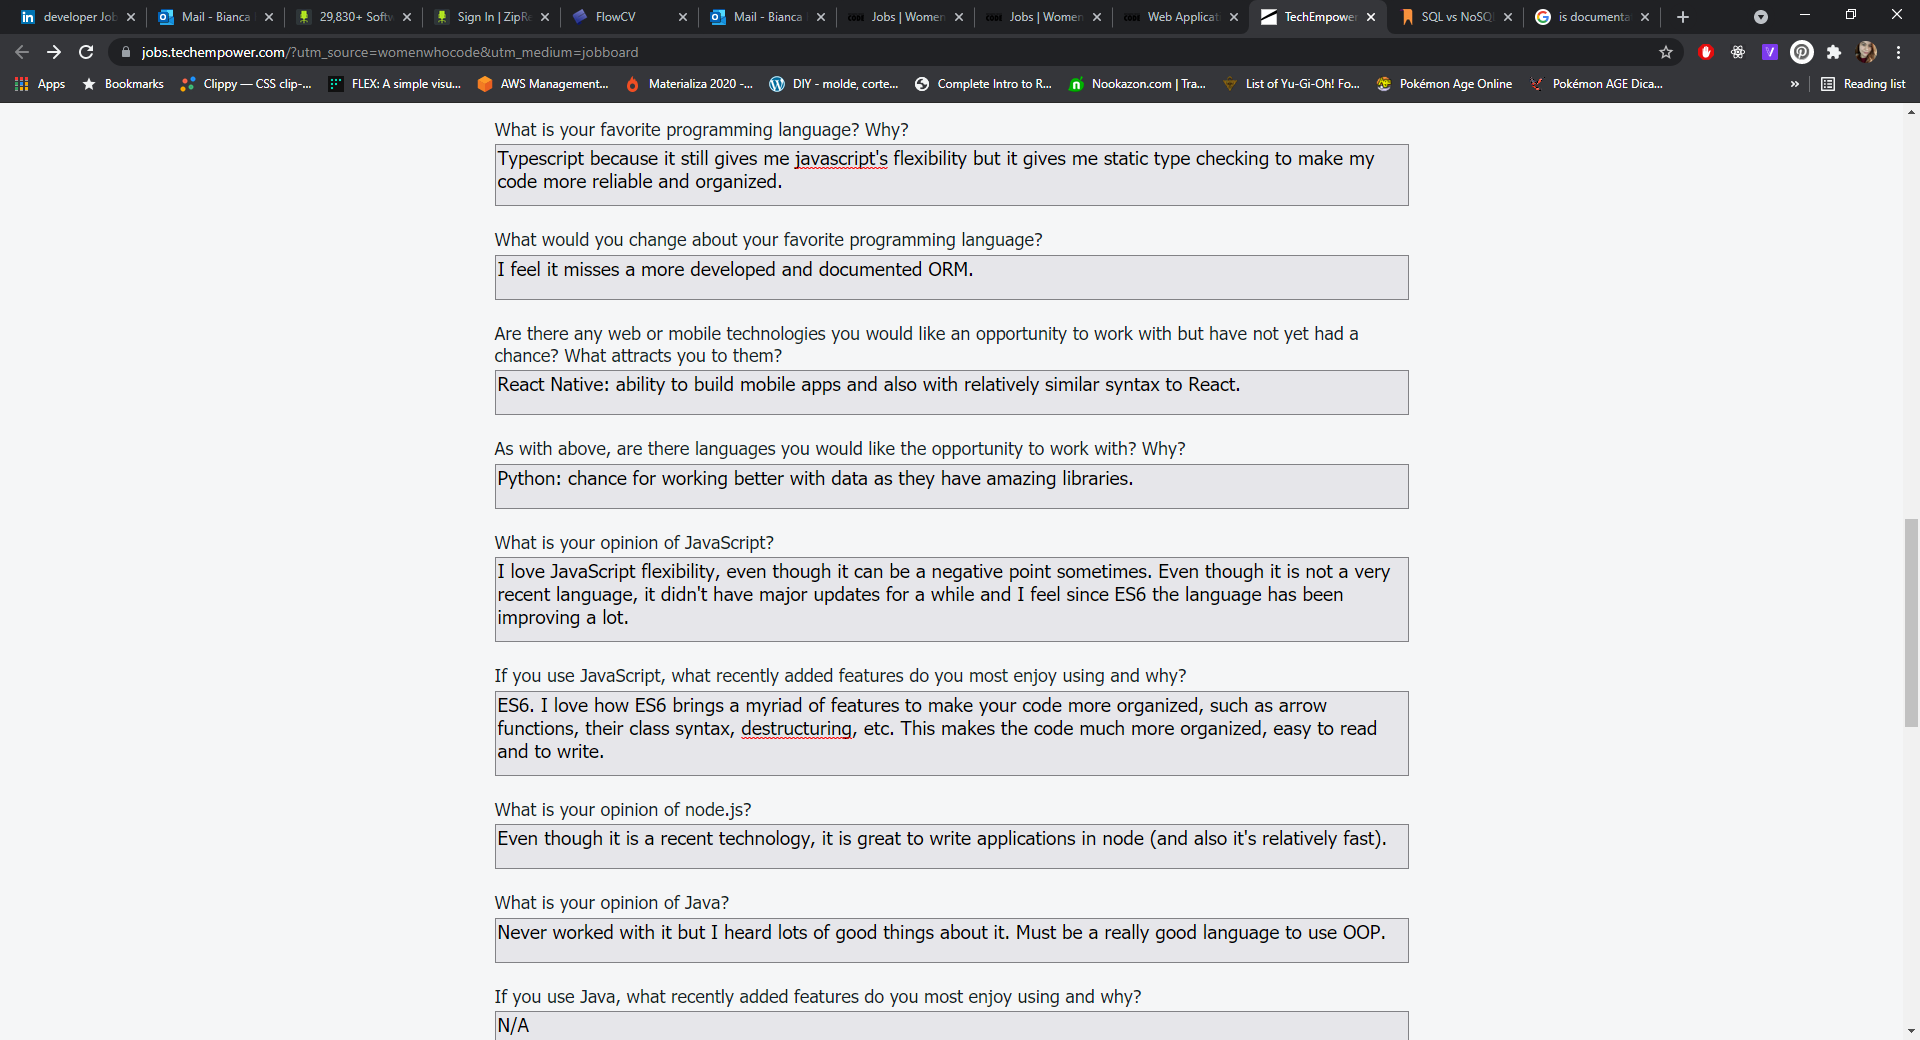 developer Job
Mail - Bianca
29,830+ Softw
Sign In | ZipRe
FlowCV
Mail - Bianca
Jobs | Women
Jobs | Women
Web Applicat
TechEmpower
SQL vs NoSQL
is documenta
jobs.techempower.com/?utm_source=womenwhocode&utm_medium=jobboard
Apps
Bookmarks
Clippy — CSS clip-...
FLEX: A simple visu...
AWS Management...
Materializa 2020 -...
DIY - molde, corte...
Complete Intro to R...
Nookazon.com | Tra...
List of Yu-Gi-Oh! Fo...
Pokémon Age Online
Pokémon AGE Dica...
»
Reading list
What is your favorite programming language? Why?
Typescript because it still gives me javascript's flexibility but it gives me static type checking to make my
code more reliable and organized.
What would you change about your favorite programming language?
I feel it misses a more developed and documented ORM.
Are there any web or mobile technologies you would like an opportunity to work with but have not yet had a
chance? What attracts you to them?
React Native: ability to build mobile apps and also with relatively similar syntax to React.
As with above, are there languages you would like the opportunity to work with? Why?
Python: chance for working better with data as they have amazing libraries.
What is your opinion of JavaScript?
I love JavaScript flexibility, even though it can be a negative point sometimes. Even though it is not a very
recent language, it didn't have major updates for a while and I feel since ES6 the language has been
improving a lot.
If you use JavaScript, what recently added features do you most enjoy using and why?
ES6. I love how ES6 brings a myriad of features to make your code more organized, such as arrow
functions, their class syntax, destructuring, etc. This makes the code much more organized, easy to read
and to write.
What is your opinion of node.js?
Even though it is a recent technology, it is great to write applications in node (and also it's relatively fast).
What is your opinion of Java?
Never worked with it but I heard lots of good things about it. Must be a really good language to use OOP.
If you use Java, what recently added features do you most enjoy using and why?
N/A